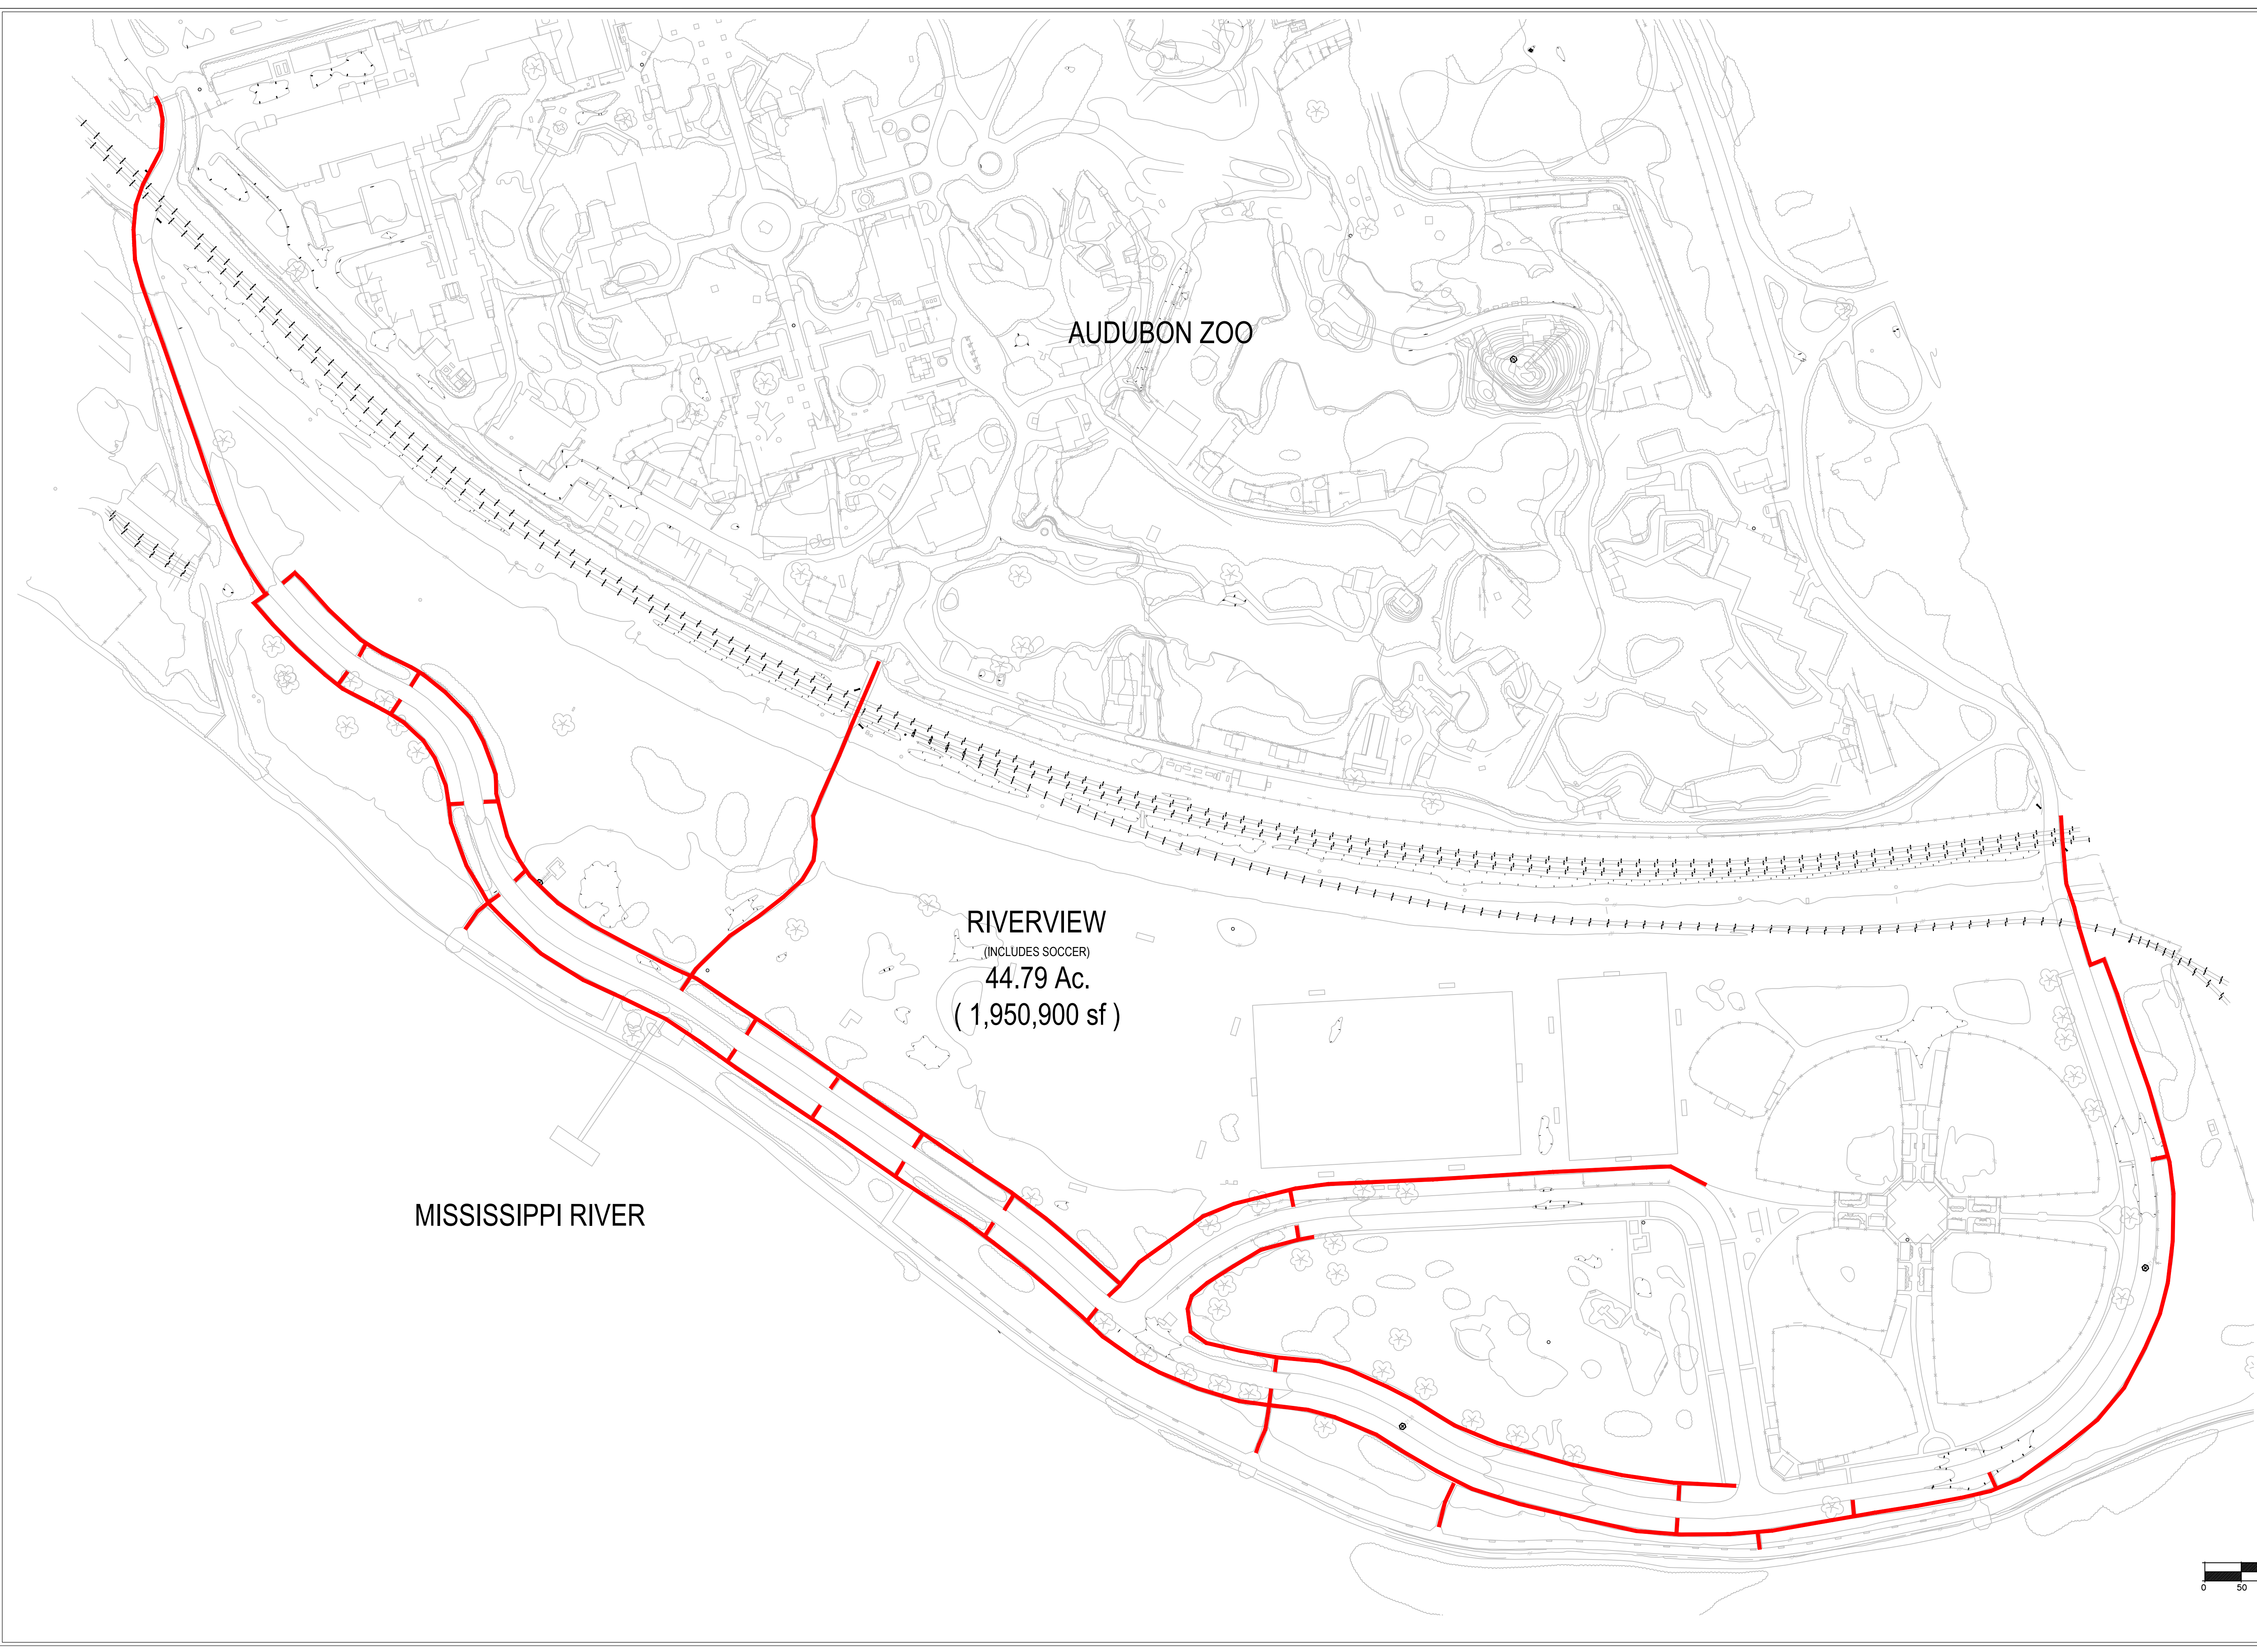 AUDUBON ZOO
RIVERVIEW
(INCLUDES SOCCER)
44.79 Ac.
( 1,950,900 sf )
MISSISSIPPI RIVER
0 50